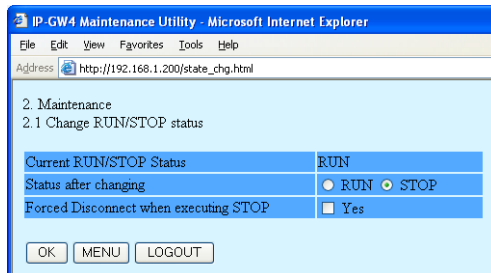 IP-GW4 Maintenance Utility - Microsoft Internet Explorer
File Edit View Favorites Tools Help
Address http://192.168.1.200/state_chg.html
2. Maintenance
2.1 Change RUN/STOP status
Current RUN/STOP Status RUN
Status after changing RUN STOP
Forced Disconnect when executing STOP Yes
OK MENU LOGOUT